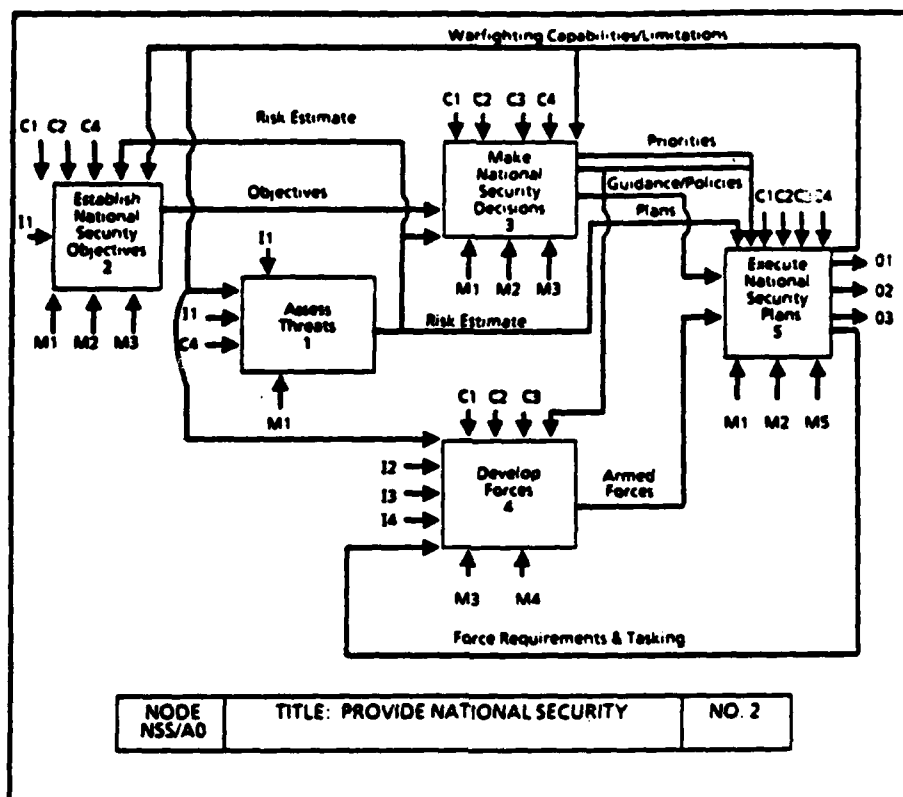 Warfighting Capabilities/Limitations
C1 C2 C3 C4
Risk Estimate
C1 C2 C4
Make
National
Security
Decisions
3
Priorities
Guidance/Policies
Plans
Establish
National
Security
Objectives
2
Objectives
I1
C1 C2 C3 C4
I1
Execute
National
Security
Plans
5
O1
O2
O3
M1 M2 M3
M1 M2 M3
I1
C4
Assess
Threats
1
Risk Estimate
M1
M1 M2 M5
C1 C2 C3
I2
I3
I4
Develop
Forces
4
Armed
Forces
M3 M4
Force Requirements & Tasking
NODE
NSS/A0
TITLE: PROVIDE NATIONAL SECURITY
NO. 2